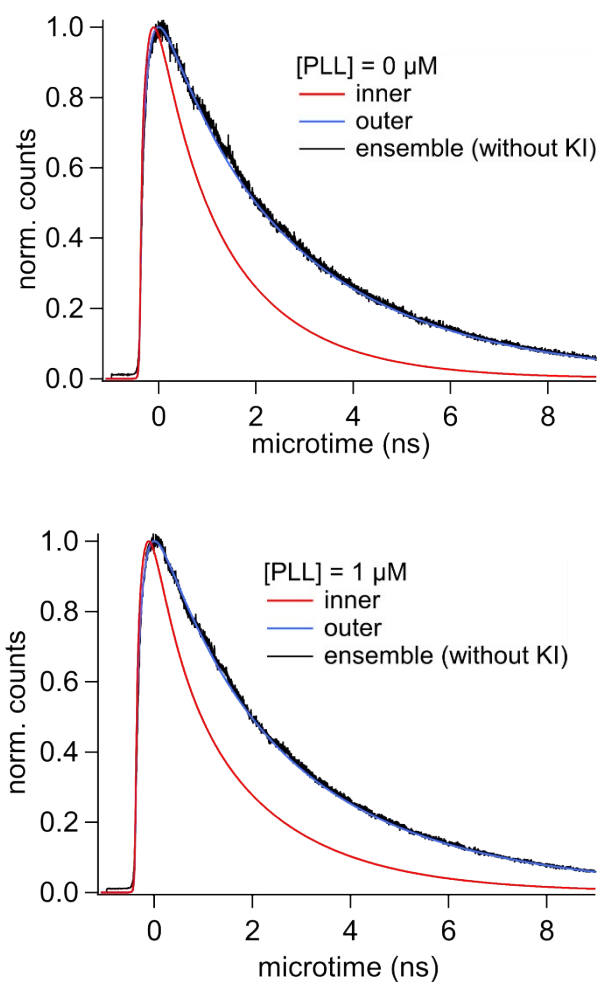 1.0
0.8
0.6
0.4
0.2
0.0
norm. counts
[PLL] = 0 µM
inner
outer
ensemble (without KI)
0 2 4 6 8
microtime (ns)
1.0
0.8
0.6
0.4
0.2
0.0
norm. counts
[PLL] = 1 µM
inner
outer
ensemble (without KI)
0 2 4 6 8
microtime (ns)